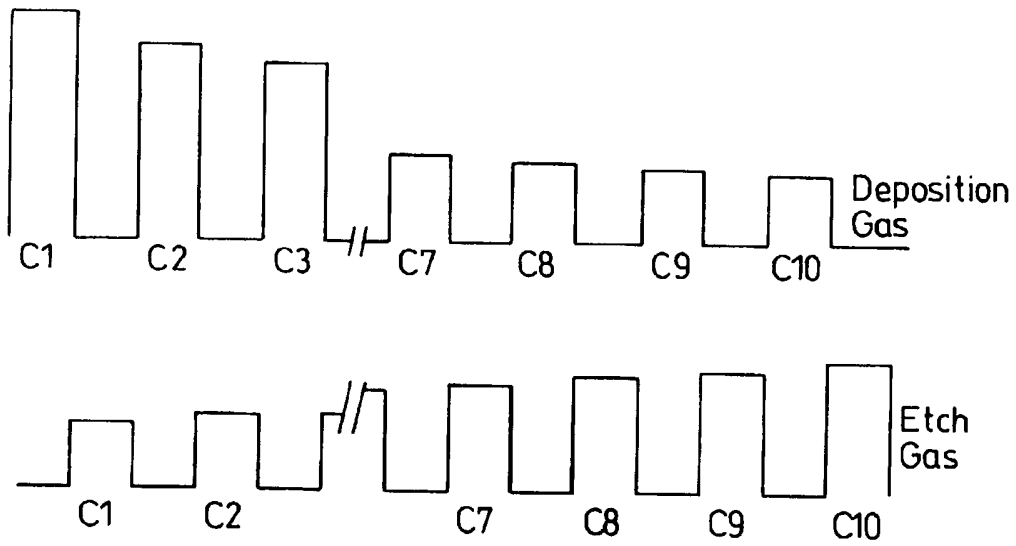 Deposition
Gas
C1 C2 C3 C7 C8 C9 C10
Etch
Gas
C1 C2 C7 C8 C9 C10